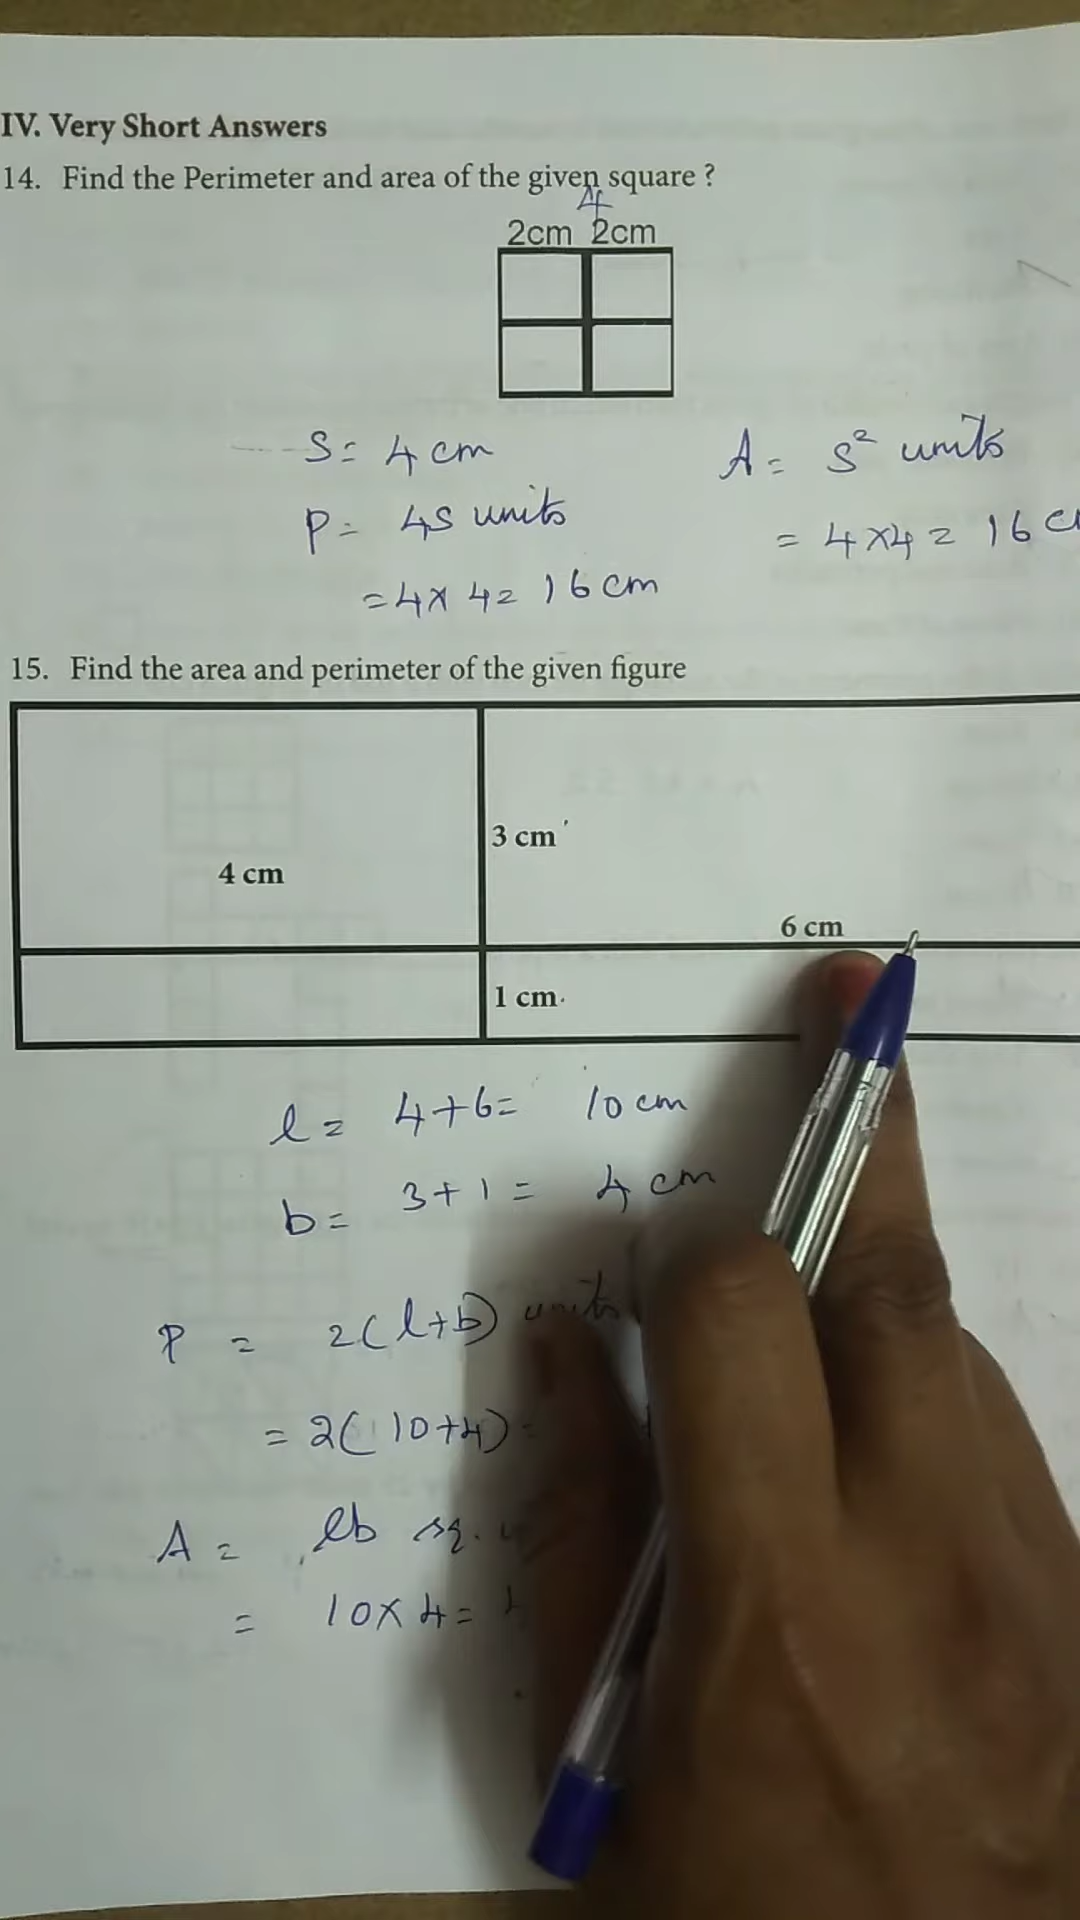 IV. Very Short Answers
14. Find the Perimeter and area of the given square ?
4
2cm 2cm
S = 4 cm
A = S² units
P = 4S units
= 4×4 = 16 c
= 4× 4= 16 cm
15. Find the area and perimeter of the given figure
3 cm
4 cm
6 cm
1 cm
l = 4+6= 10 cm
b = 3+1 = 4 cm
P = 2(l+b) units
= 2( 10+4) =
A = lb sq.
= 10×4=